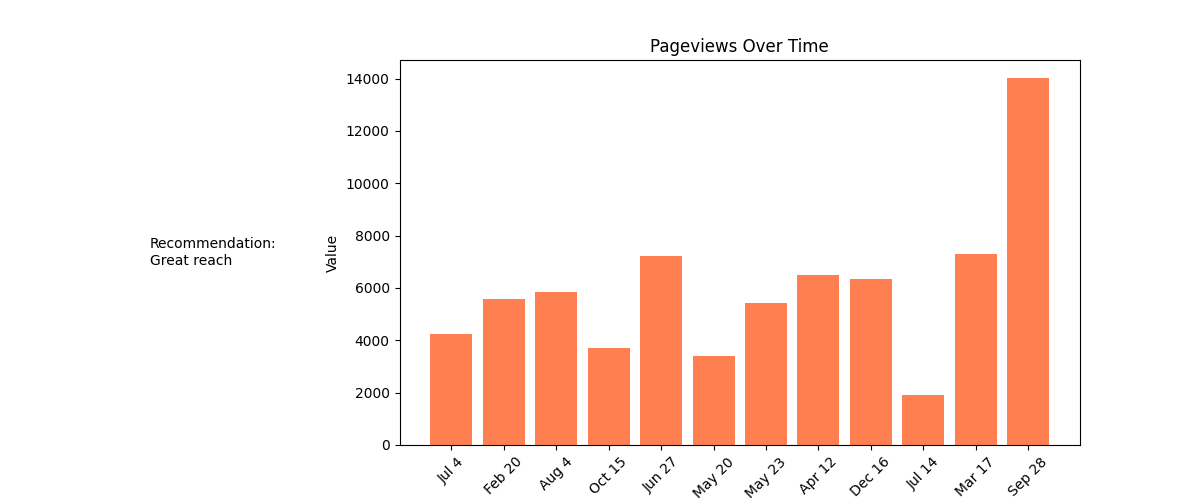 Pageviews Over Time
Recommendation:
Great reach
Value
14000
12000
10000
8000
6000
4000
2000
0
Jul 4
Feb 20
Aug 4
Oct 15
Jun 27
May 20
May 23
Apr 12
Dec 16
Jul 14
Mar 17
Sep 28